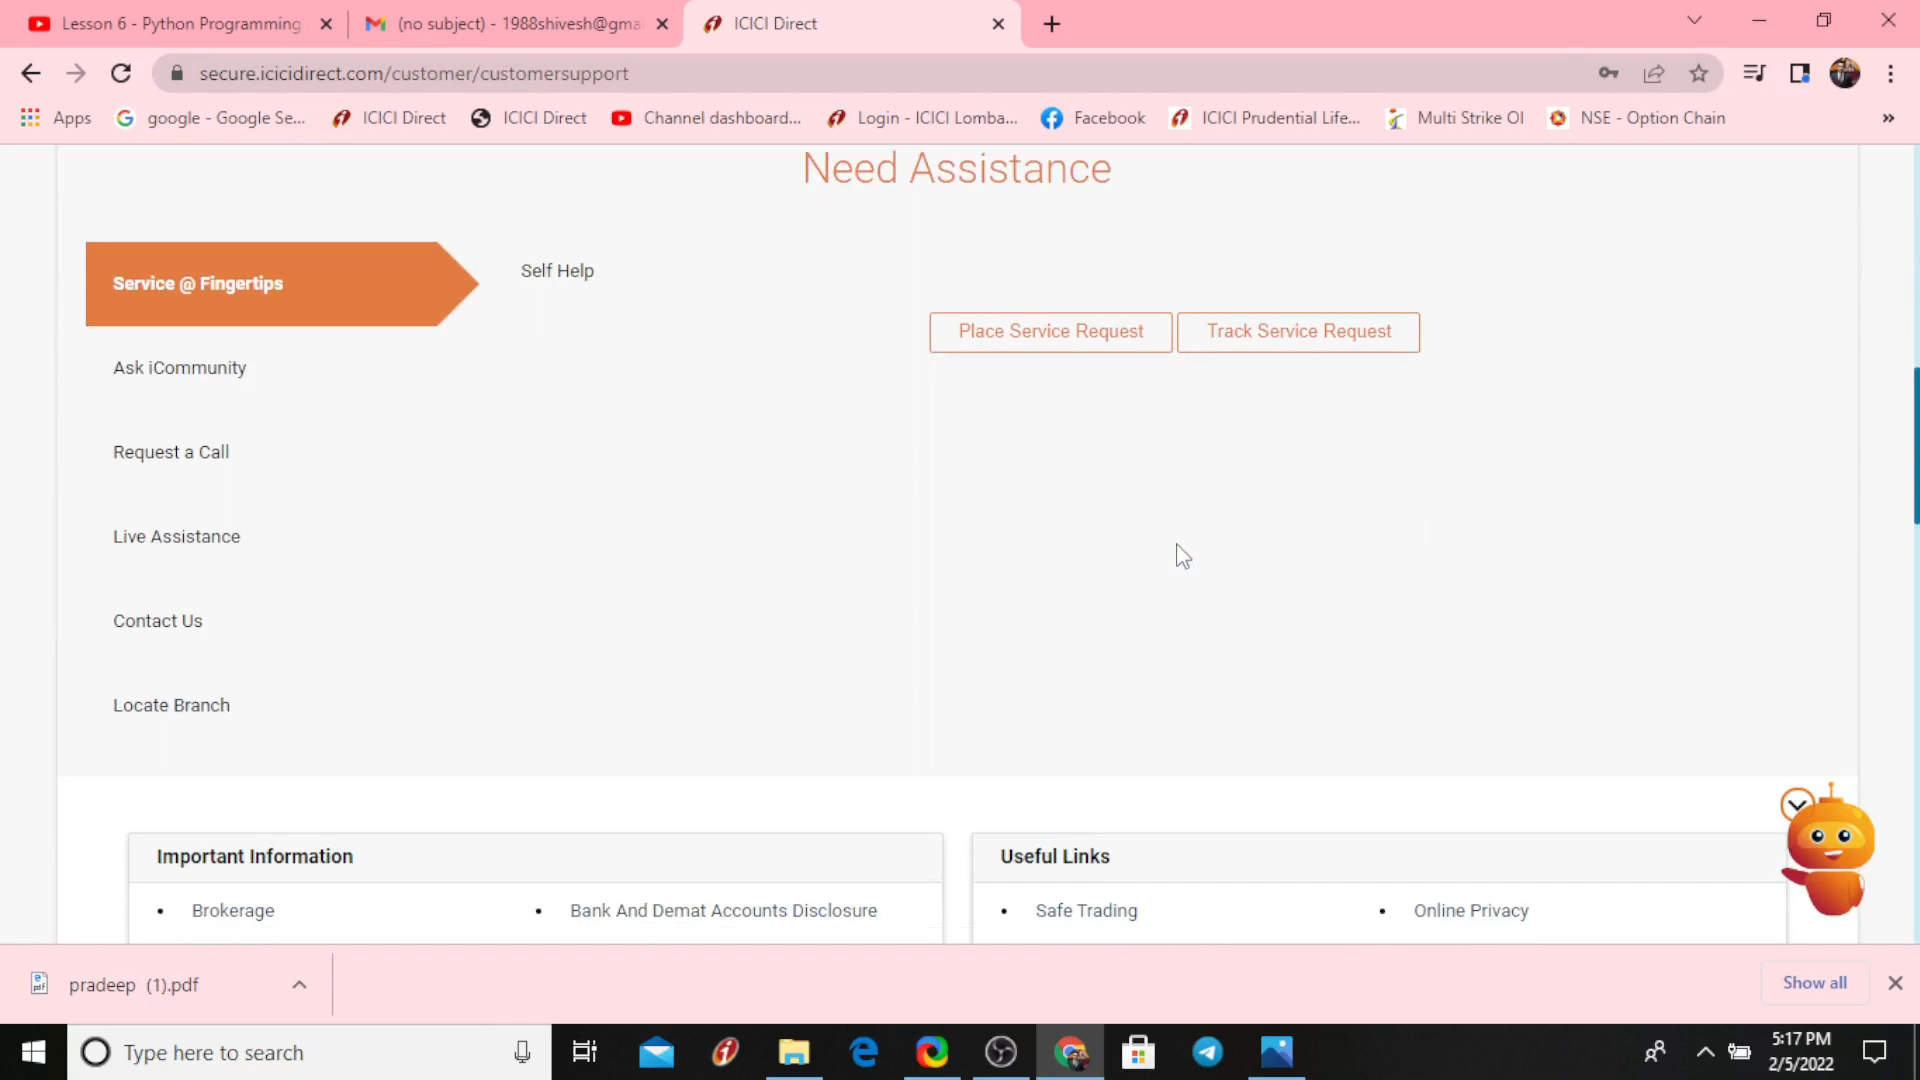 Lesson 6 - Python Programming
(no subject) - 1988shivesh@gma
ICICI Direct
secure.icicidirect.com/customer/customersupport
Apps
google - Google Se...
ICICI Direct
ICICI Direct
Channel dashboard...
Login - ICICI Lomba...
Facebook
ICICI Prudential Life...
Multi Strike OI
NSE - Option Chain
»
Need Assistance
Service @ Fingertips
Self Help
Place Service Request
Track Service Request
Ask iCommunity
Request a Call
Live Assistance
Contact Us
Locate Branch
Important Information
Useful Links
• Brokerage
• Bank And Demat Accounts Disclosure
• Safe Trading
• Online Privacy
pradeep (1).pdf
Show all
Type here to search
5:17 PM
2/5/2022